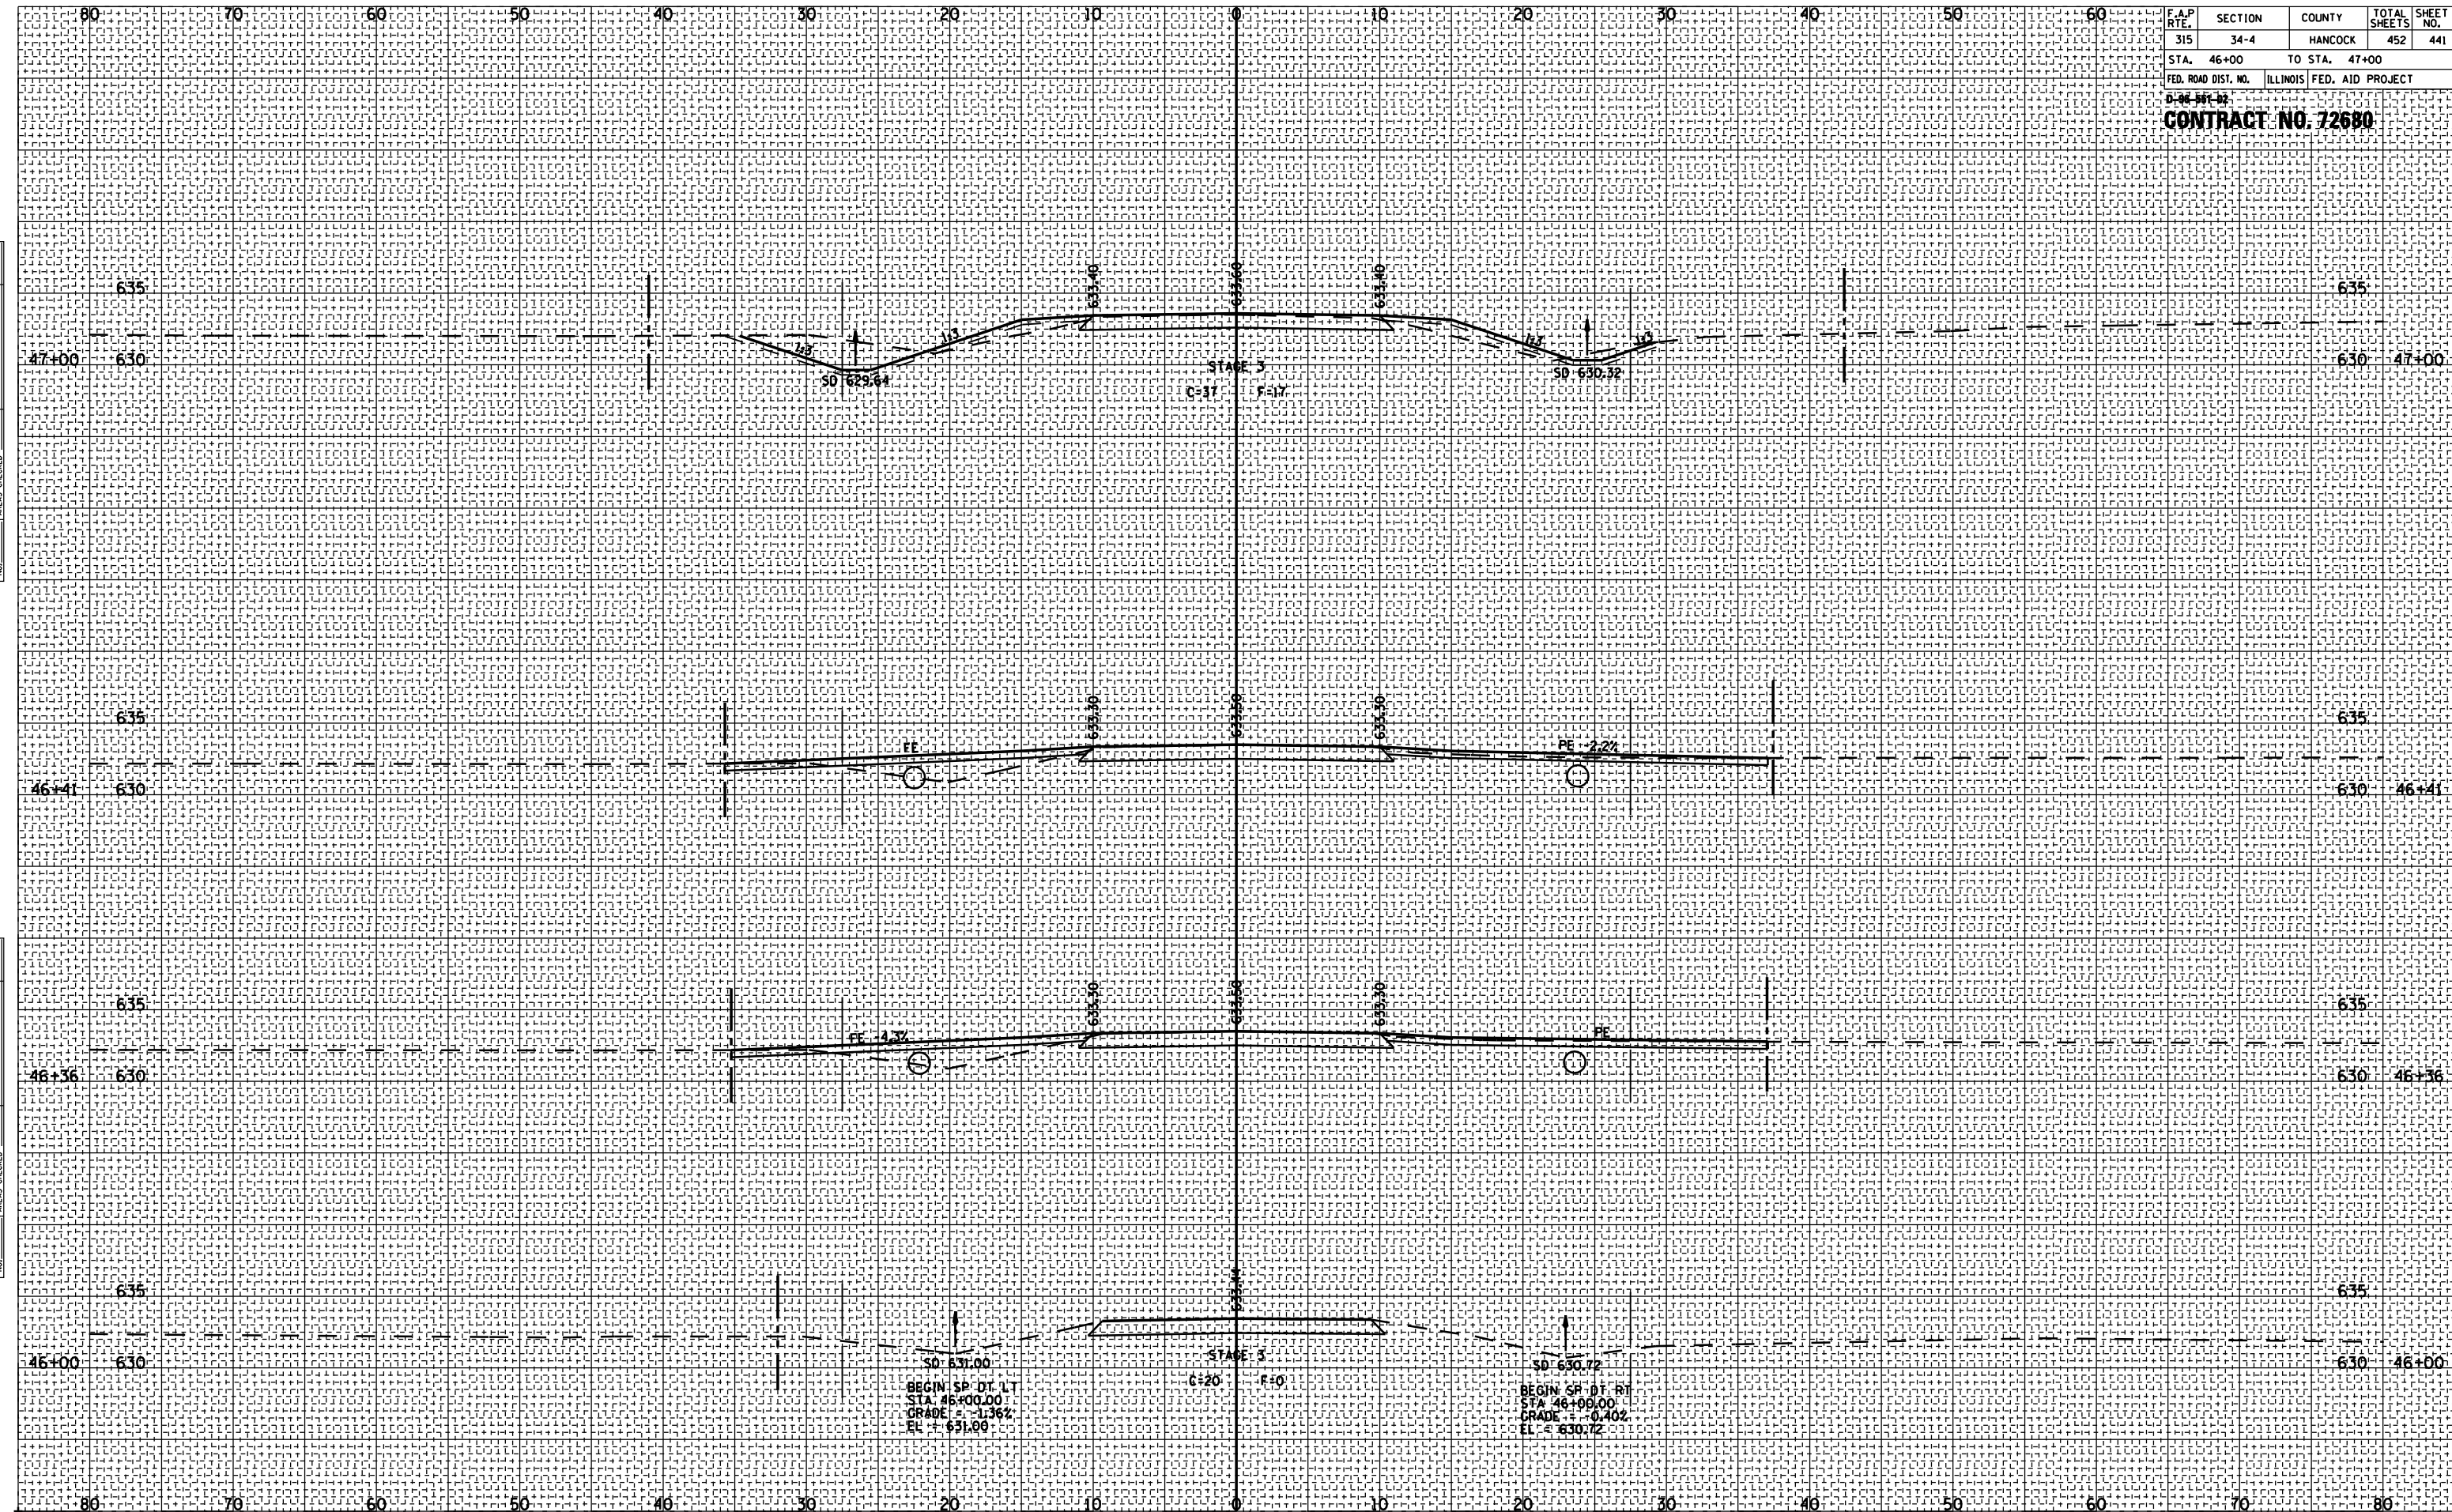 80 70 60 50 40 30 20 10 0 10 20 30 40 50 60
F.A.P RTE. SECTION COUNTY TOTAL SHEETS SHEET NO.
315 34-4 HANCOCK 452 441
STA. 46+00 TO STA. 47+00
FED. ROAD DIST. NO. ILLINOIS FED. AID PROJECT
D-96-551-02
CONTRACT NO. 72680
633.40 633.60 633.40
635 635
1:3 1:3 1:3 1:3
47+00 630 630 47+00
SD 629.64 STAGE 3 SD 630.32
C=37 F=17
633.30 633.50 633.30
635 635
FE PE -2.2%
46+41 630 630 46+41
633.30 633.50 633.30
635 635
FE -4.3% PE
46+36 630 630 46+36
633.44
635 635
46+00 630 630 46+00
SD 631.00 STAGE 3 SD 630.72
C=20 F=0
BEGIN SP DT LT
STA 46+00.00
GRADE = -1.36%
EL = 631.00
BEGIN SP DT RT
STA 46+00.00
GRADE = -0.40%
EL = 630.72
80 70 60 50 40 30 20 10 0 10 20 30 40 50 60 70 80